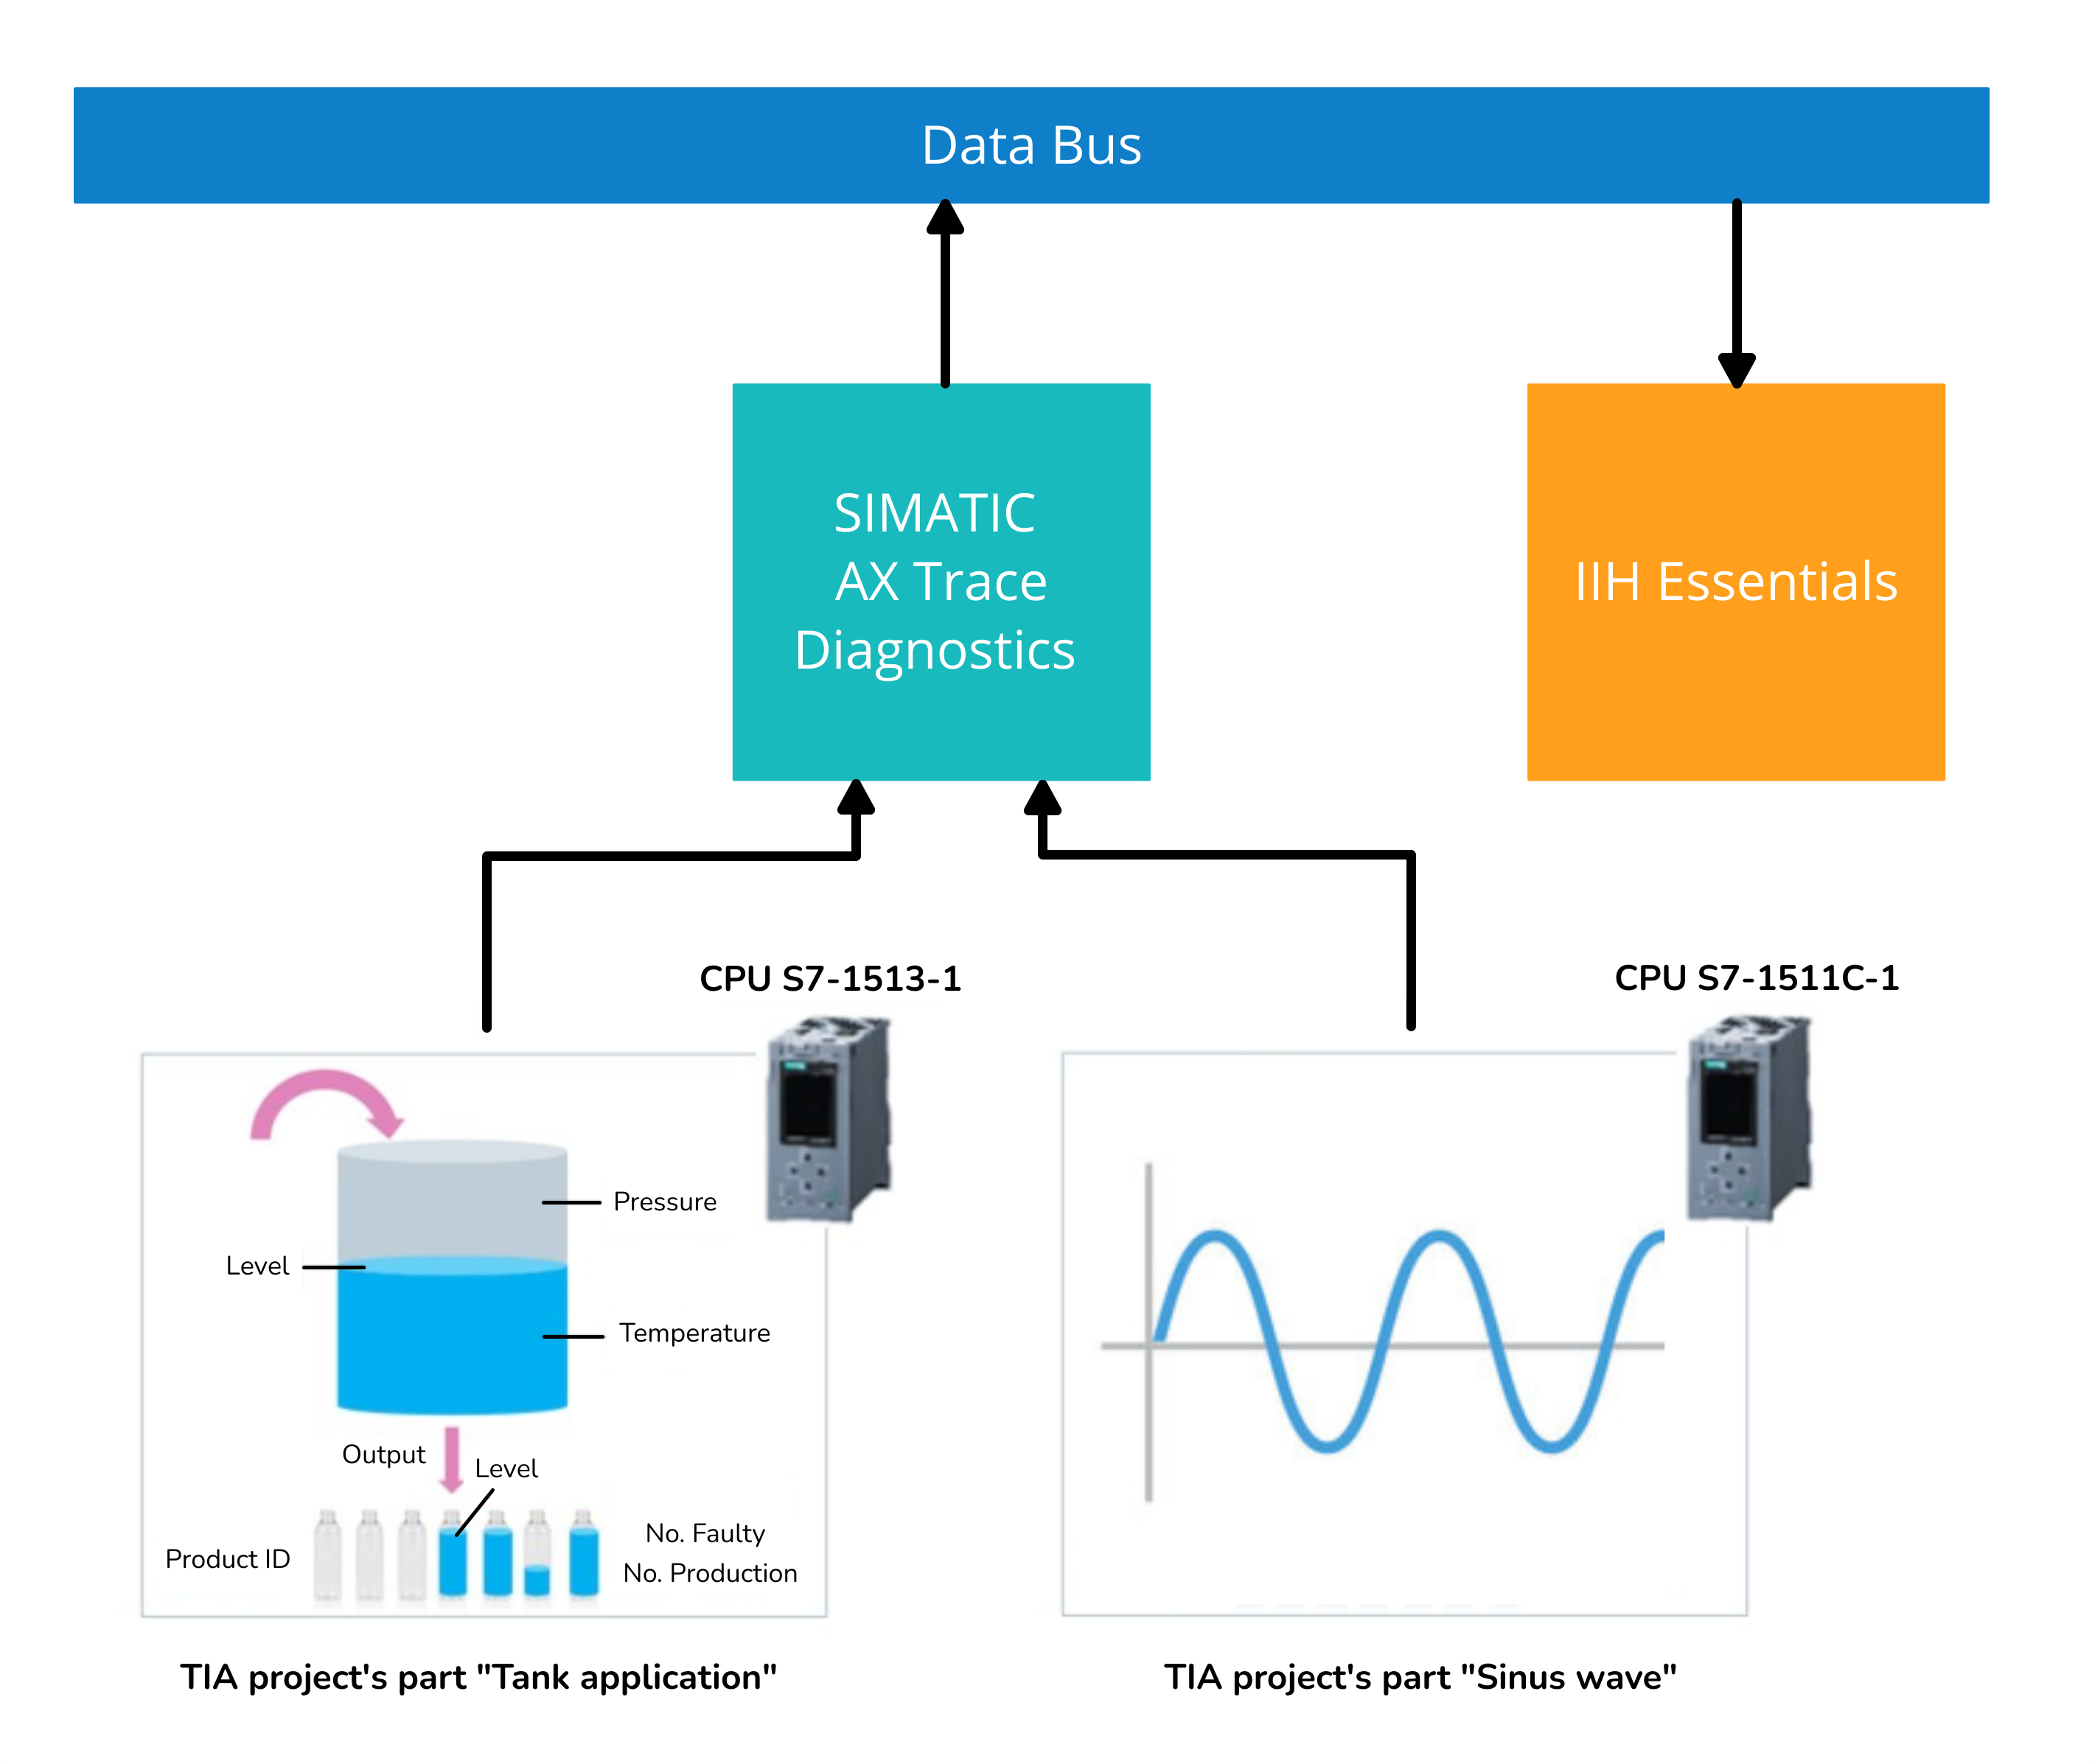 Data Bus
SIMATIC
AX Trace
Diagnostics
IIH Essentials
CPU S7-1513-1
CPU S7-1511C-1
Pressure
Level
Temperature
Output
Level
No. Faulty
Product ID
No. Production
TIA project's part "Tank application"
TIA project's part "Sinus wave"